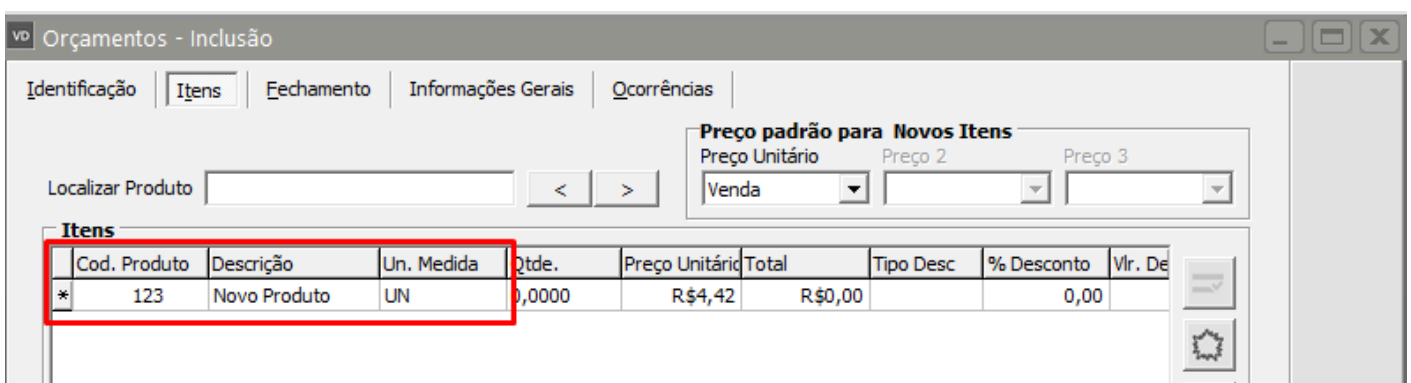 VD Orçamentos - Inclusão
Identificação Itens Fechamento Informações Gerais Ocorrências
Preço padrão para Novos Itens
Preço Unitário Preço 2 Preço 3
Localizar Produto < > Venda
Itens
Cod. Produto Descrição Un. Medida Qtde. Preço Unitáric Total Tipo Desc % Desconto Vlr. De
* 123 Novo Produto UN 0,0000 R$4,42 R$0,00 0,00